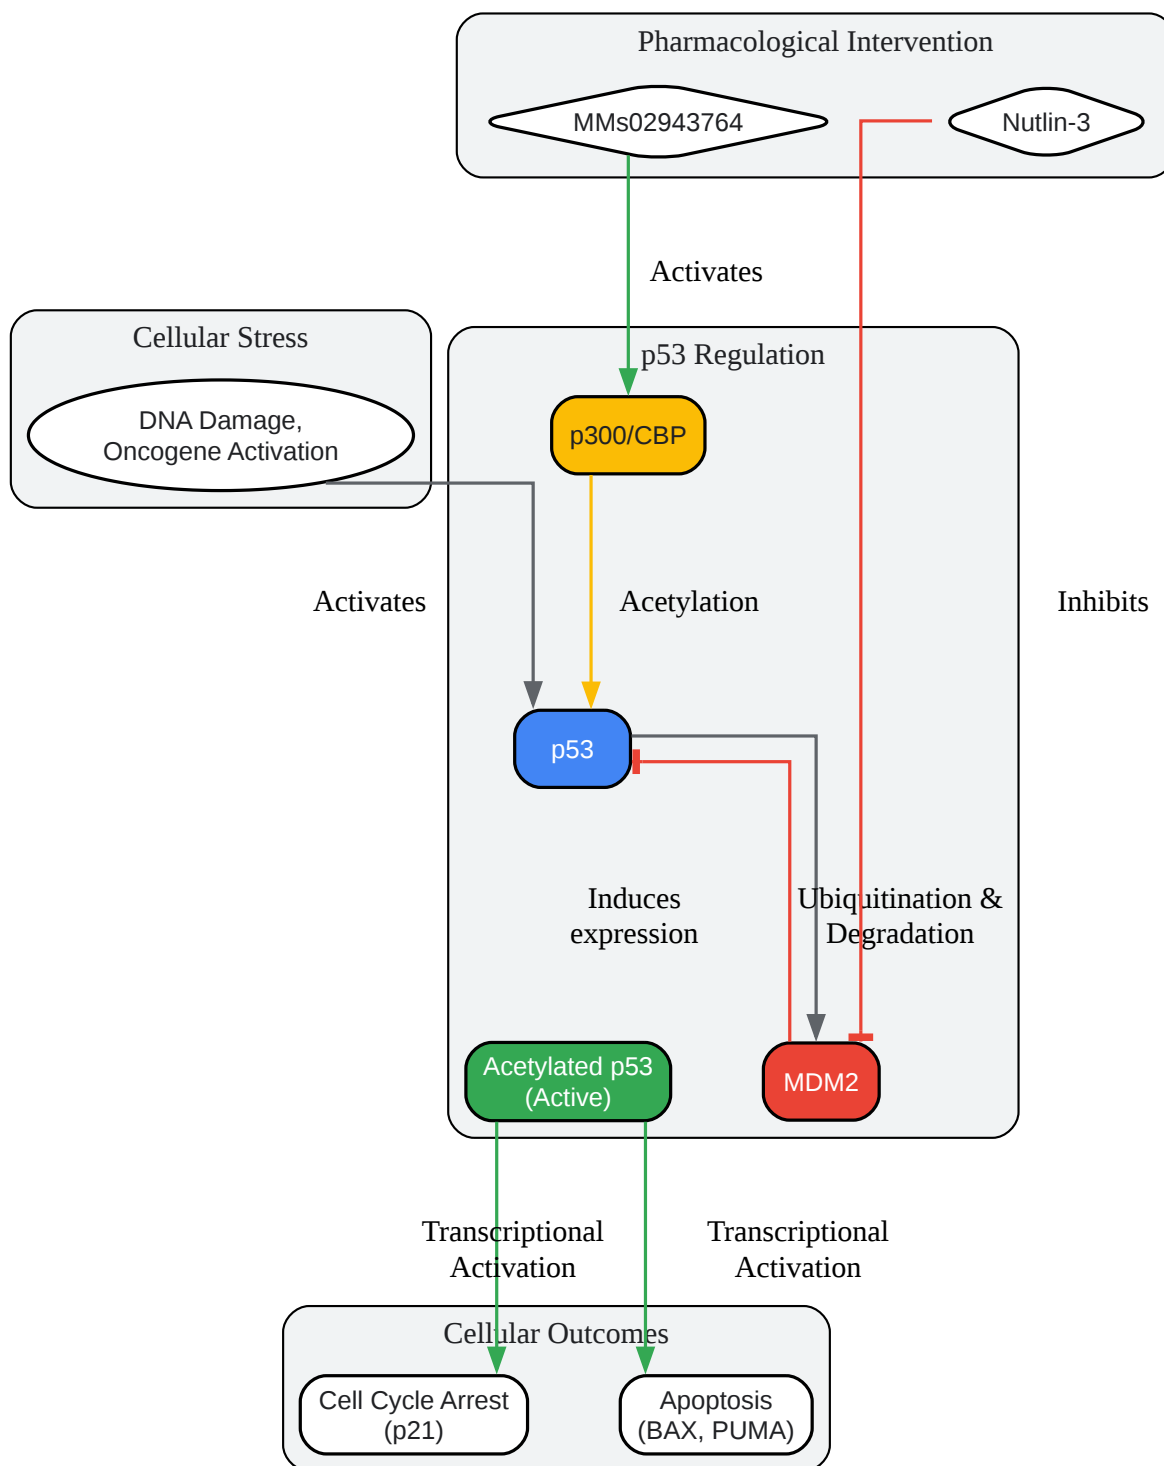 Pharmacological Intervention
MMs02943764
Nutlin-3
Activates
Cellular Stress
DNA Damage,
Oncogene Activation
p53 Regulation
p300/CBP
Activates
Acetylation
Inhibits
p53
Induces
expression
Ubiquitination &
Degradation
Acetylated p53
(Active)
MDM2
Transcriptional
Activation
Transcriptional
Activation
Cellular Outcomes
Cell Cycle Arrest
(p21)
Apoptosis
(BAX, PUMA)